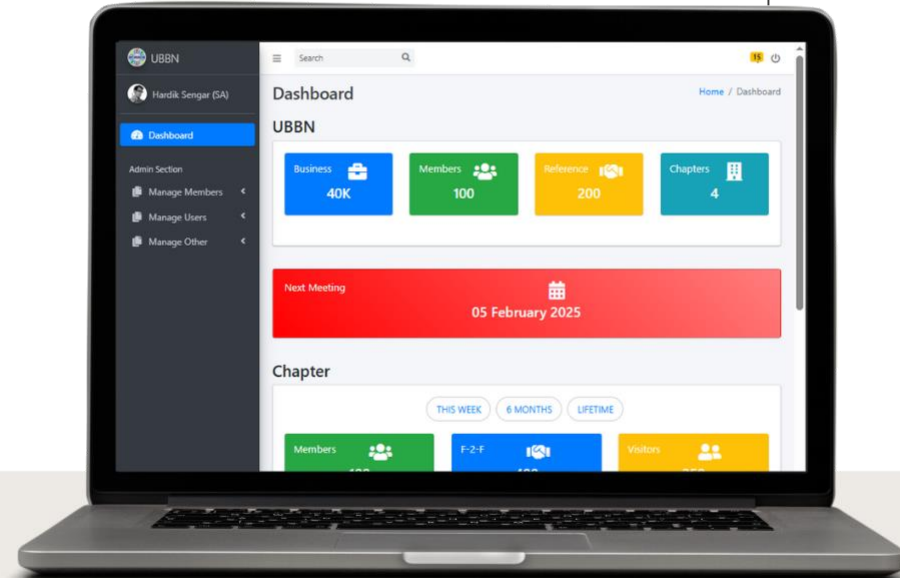 UBBN
Search
15
Hardik Sengar (SA)
Dashboard
Home / Dashboard
Dashboard
UBBN
Admin Section
Manage Members
Manage Users
Manage Other
Business
40K
Members
100
Reference
200
Chapters
4
Next Meeting
05 February 2025
Chapter
THIS WEEK
6 MONTHS
LIFETIME
Members
F-2-F
Visitors